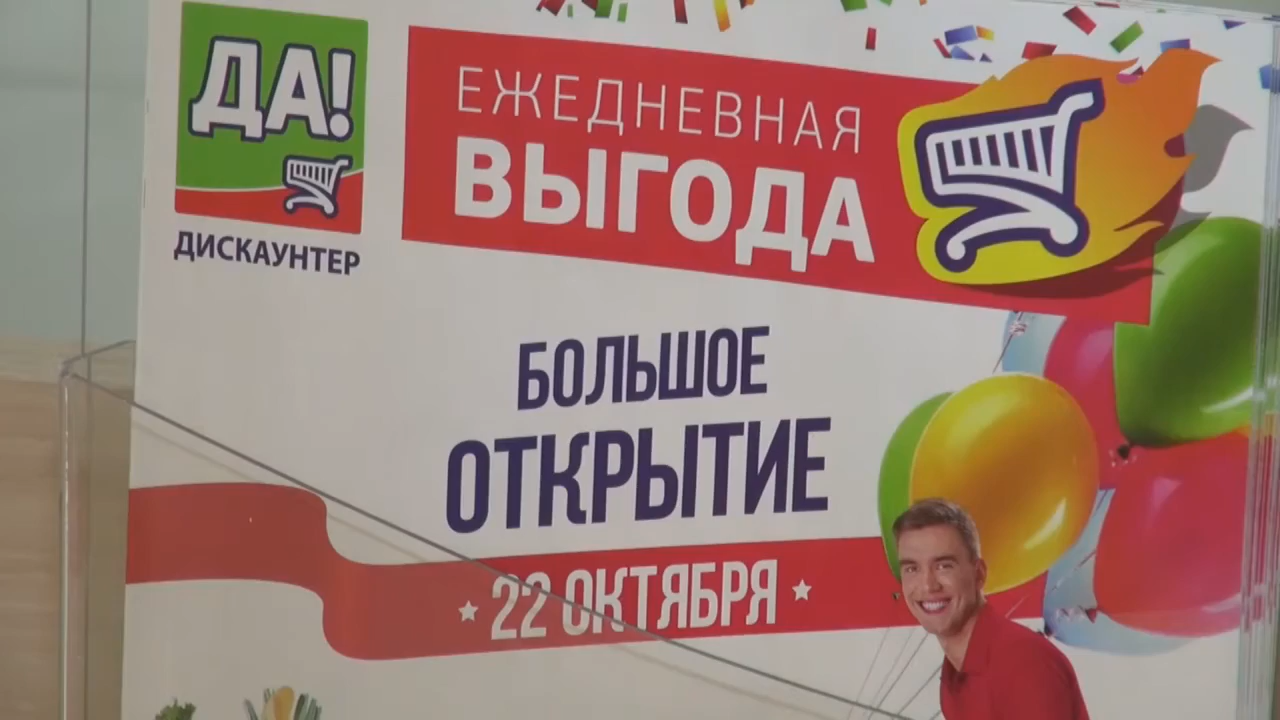 ДА!
ДИСКАУНТЕР
ЕЖЕДНЕВНАЯ
ВЫГОДА
БОЛЬШОЕ
ОТКРЫТИЕ
22 ОКТЯБРЯ